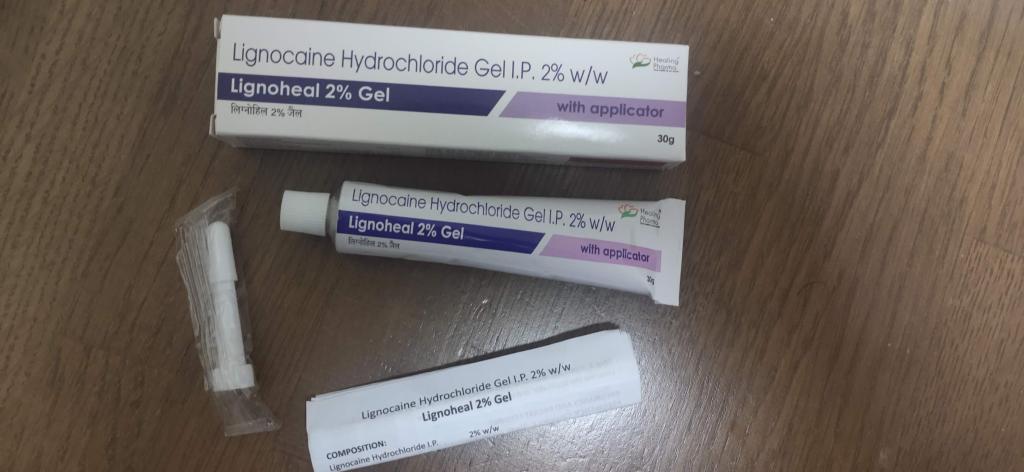 Lignocaine Hydrochloride Gel I.P. 2% w/w
Healing
Pharma
Lignoheal 2% Gel
with applicator
लिग्नोहिल 2% जैल
30g
Lignocaine Hydrochloride Gel I.P. 2% w/w
Healing
Pharma
Lignoheal 2% Gel
with applicator
लिग्नोहिल 2% जैल
30g
Lignocaine Hydrochloride Gel I.P. 2% w/w
Lignoheal 2% Gel
COMPOSITION:
Lignocaine Hydrochloride I.P. 2% w/w